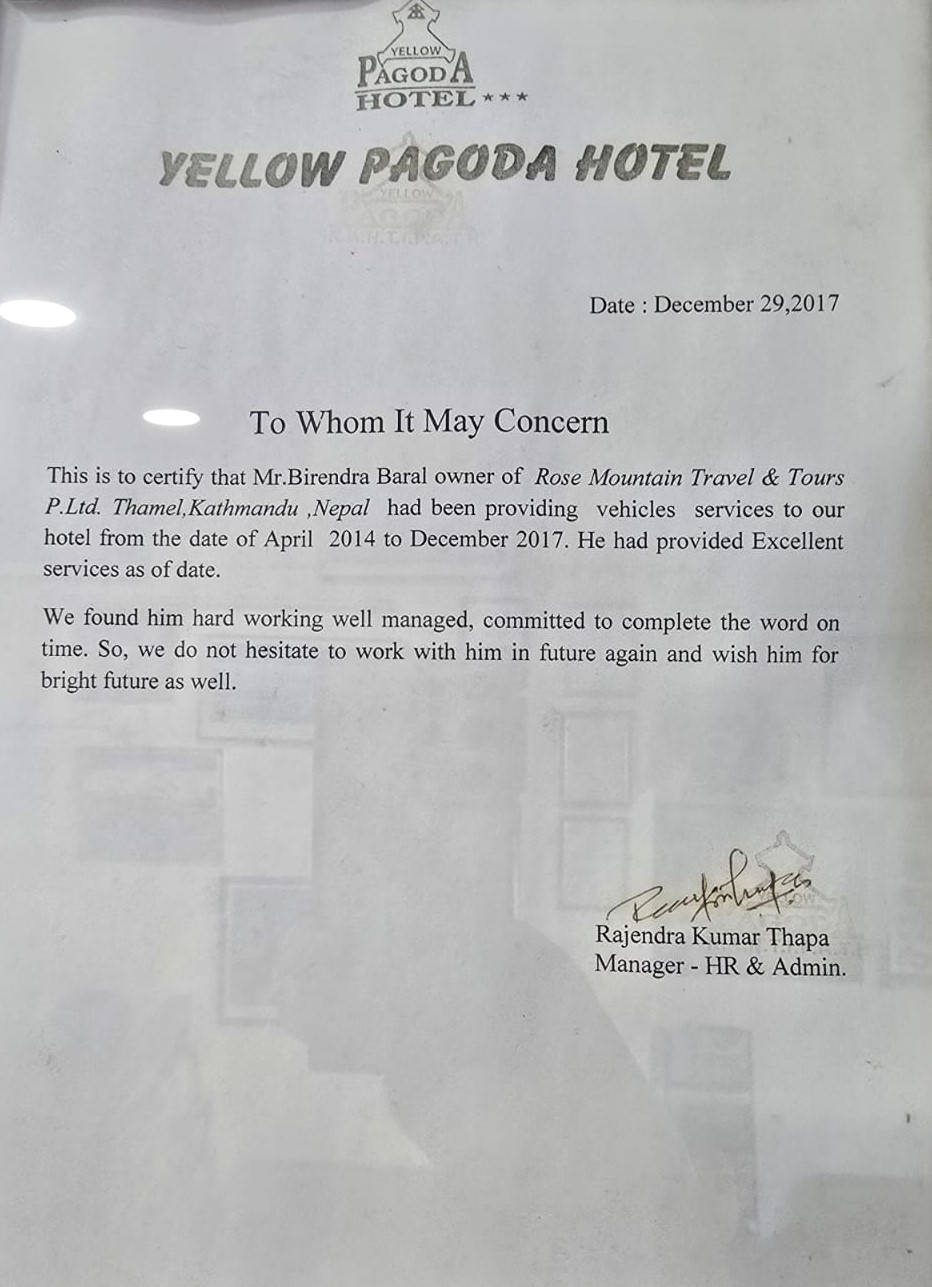 YELLOW
PAGODA
HOTEL ★★★
YELLOW PAGODA HOTEL
YELLOW
Date : December 29,2017
To Whom It May Concern
This is to certify that Mr.Birendra Baral owner of Rose Mountain Travel & Tours
P.Ltd. Thamel,Kathmandu ,Nepal had been providing vehicles services to our
hotel from the date of April 2014 to December 2017. He had provided Excellent
services as of date.
We found him hard working well managed, committed to complete the word on
time. So, we do not hesitate to work with him in future again and wish him for
bright future as well.
Rajendra Kumar Thapa
Manager - HR & Admin.